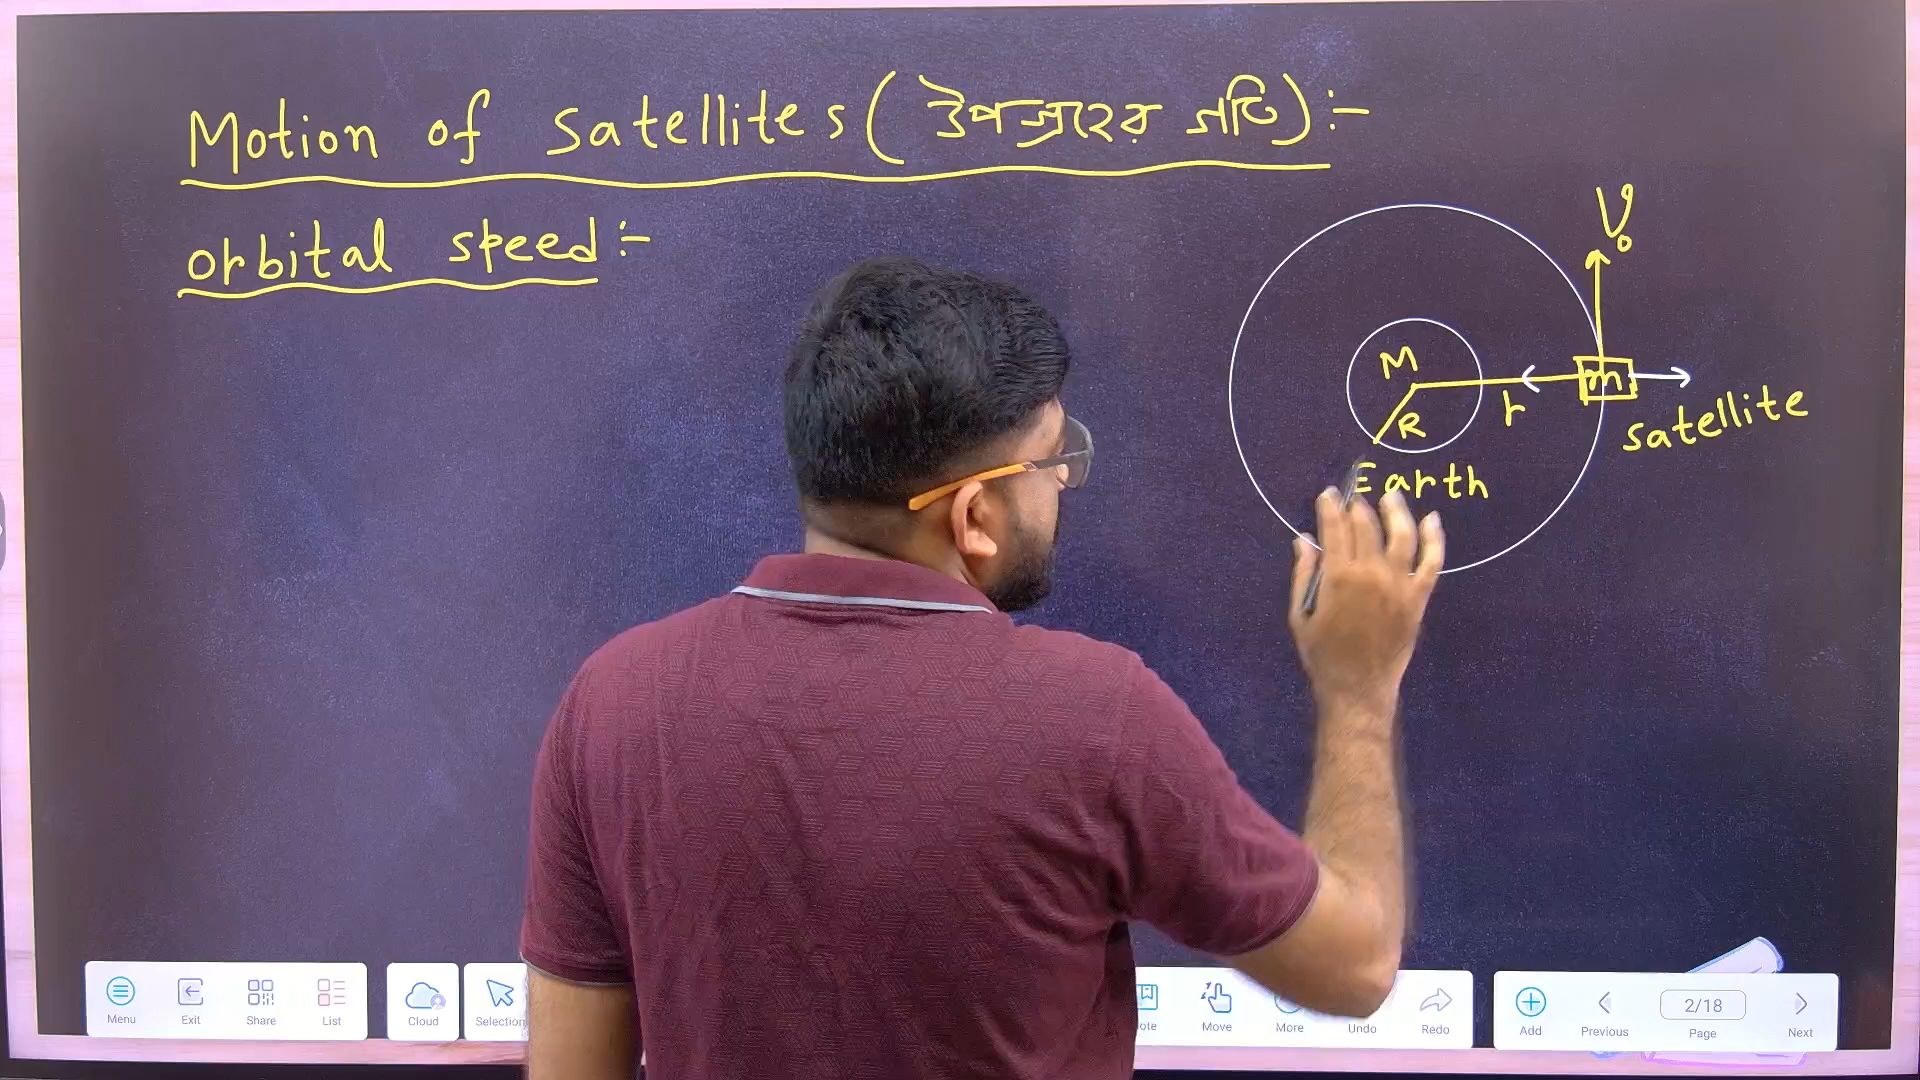 Motion of satellites (উপগ্রহের গতি) :-
orbital speed :-
V₀
M
m
R
r
satellite
Earth
Menu
Exit
Share
List
Cloud
Selection
Move
More
Undo
Redo
Add
Previous
2/18
Page
Next